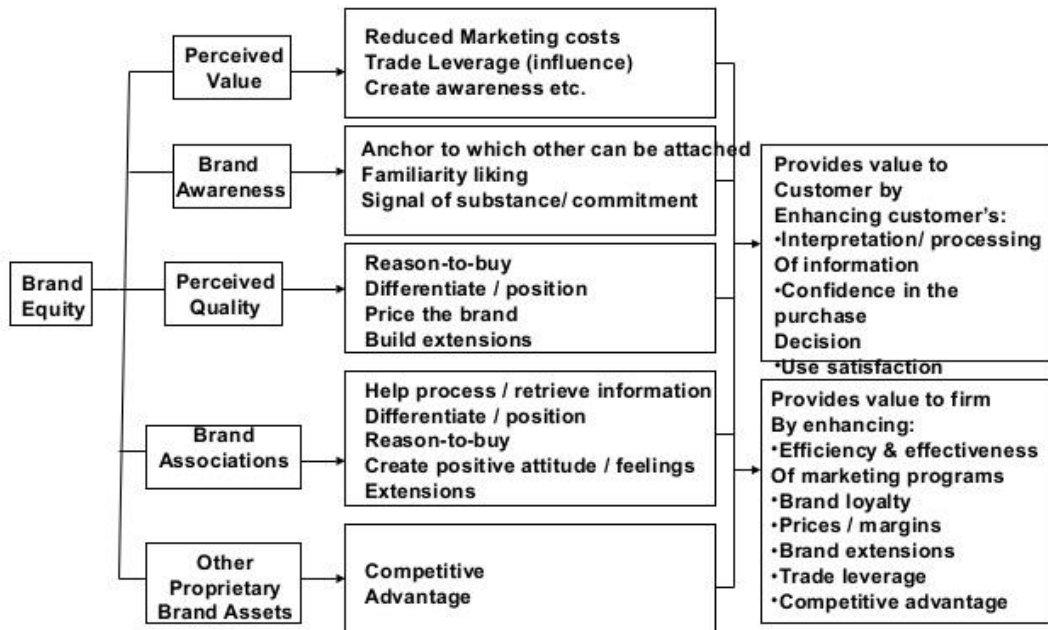 Brand
Equity
Perceived
Value
Reduced Marketing costs
Trade Leverage (influence)
Create awareness etc.
Brand
Awareness
Anchor to which other can be attached
Familiarity liking
Signal of substance/ commitment
Perceived
Quality
Reason-to-buy
Differentiate / position
Price the brand
Build extensions
Brand
Associations
Help process / retrieve information
Differentiate / position
Reason-to-buy
Create positive attitude / feelings
Extensions
Other
Proprietary
Brand Assets
Competitive
Advantage
Provides value to
Customer by
Enhancing customer’s:
•Interpretation/ processing
Of information
•Confidence in the
purchase
Decision
•Use satisfaction
Provides value to firm
By enhancing:
•Efficiency & effectiveness
Of marketing programs
•Brand loyalty
•Prices / margins
•Brand extensions
•Trade leverage
•Competitive advantage